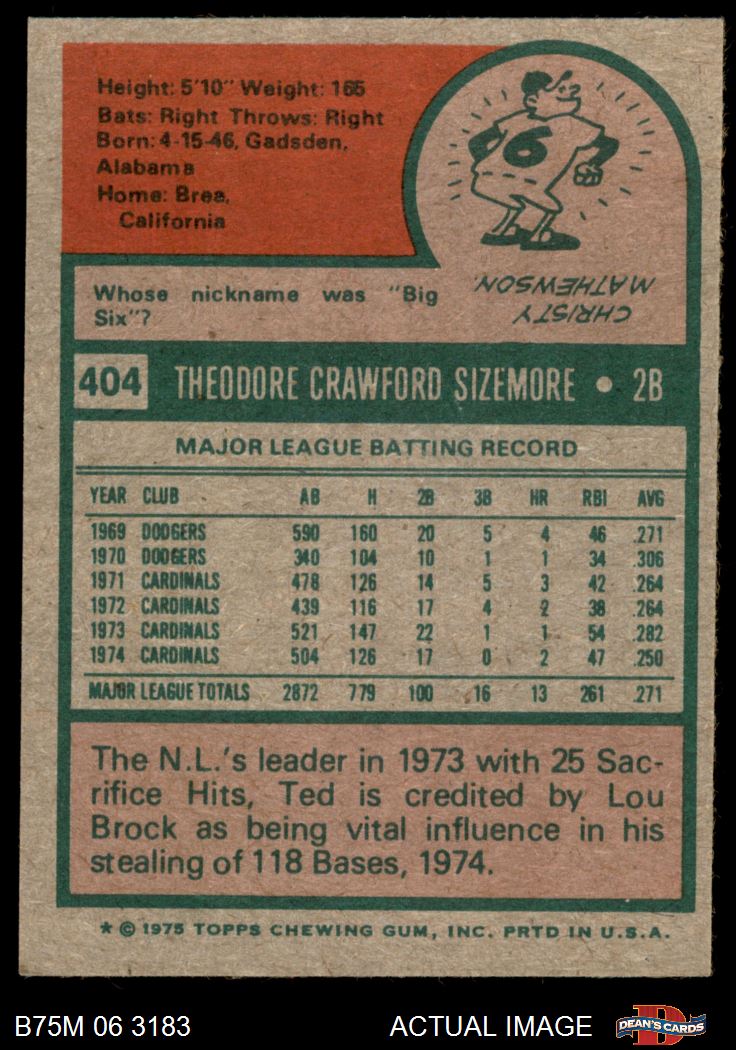 Height: 5'10" Weight: 165
Bats: Right Throws: Right
Born: 4-15-46, Gadsden,
Alabama
Home: Brea,
California
6
Whose nickname was "Big
Six"?
CHRISTY
MATHEWSON.
404 THEODORE CRAWFORD SIZEMORE • 2B
MAJOR LEAGUE BATTING RECORD
YEAR CLUB AB H 2B 3B HR RBI AVG
1969 DODGERS 590 160 20 5 4 46 .271
1970 DODGERS 340 104 10 1 1 34 .306
1971 CARDINALS 478 126 14 5 3 42 .264
1972 CARDINALS 439 116 17 4 2 38 .264
1973 CARDINALS 521 147 22 1 1 54 .282
1974 CARDINALS 504 126 17 0 2 47 .250
MAJOR LEAGUE TOTALS 2872 779 100 16 13 261 .271
The N.L.'s leader in 1973 with 25 Sac-
rifice Hits, Ted is credited by Lou
Brock as being vital influence in his
stealing of 118 Bases, 1974.
* © 1975 TOPPS CHEWING GUM, INC. PRTD IN U.S.A.
B75M 06 3183 ACTUAL IMAGE
D
DEAN'S CARDS